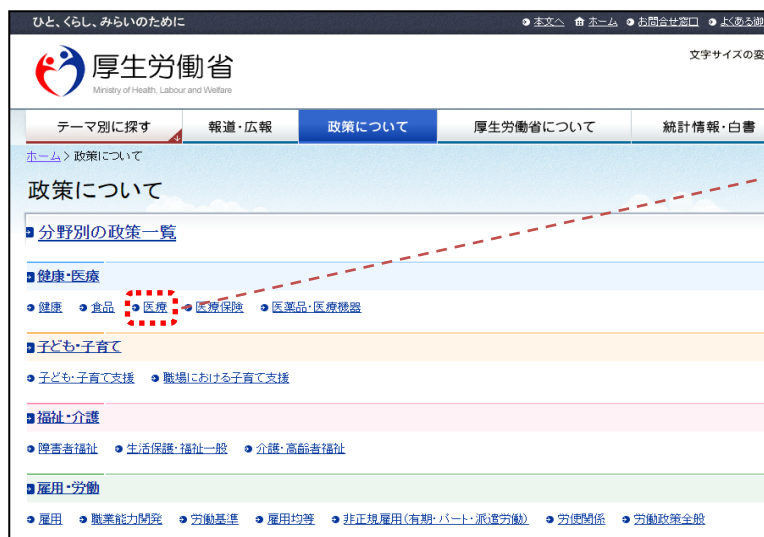 ひと、くらし、みらいのために
本文へ ホーム お問合せ窓口 よくある御
文字サイズの変
厚生労働省
Ministry of Health, Labour and Welfare
テーマ別に探す 報道・広報 政策について 厚生労働省について 統計情報・白書
ホーム > 政策について
政策について
分野別の政策一覧
健康・医療
健康 食品 医療 医療保険 医薬品・医療機器
子ども・子育て
子ども・子育て支援 職場における子育て支援
福祉・介護
障害者福祉 生活保護・福祉一般 介護・高齢者福祉
雇用・労働
雇用 職業能力開発 労働基準 雇用均等 非正規雇用(有期・パート・派遣労働) 労使関係 労働政策全般